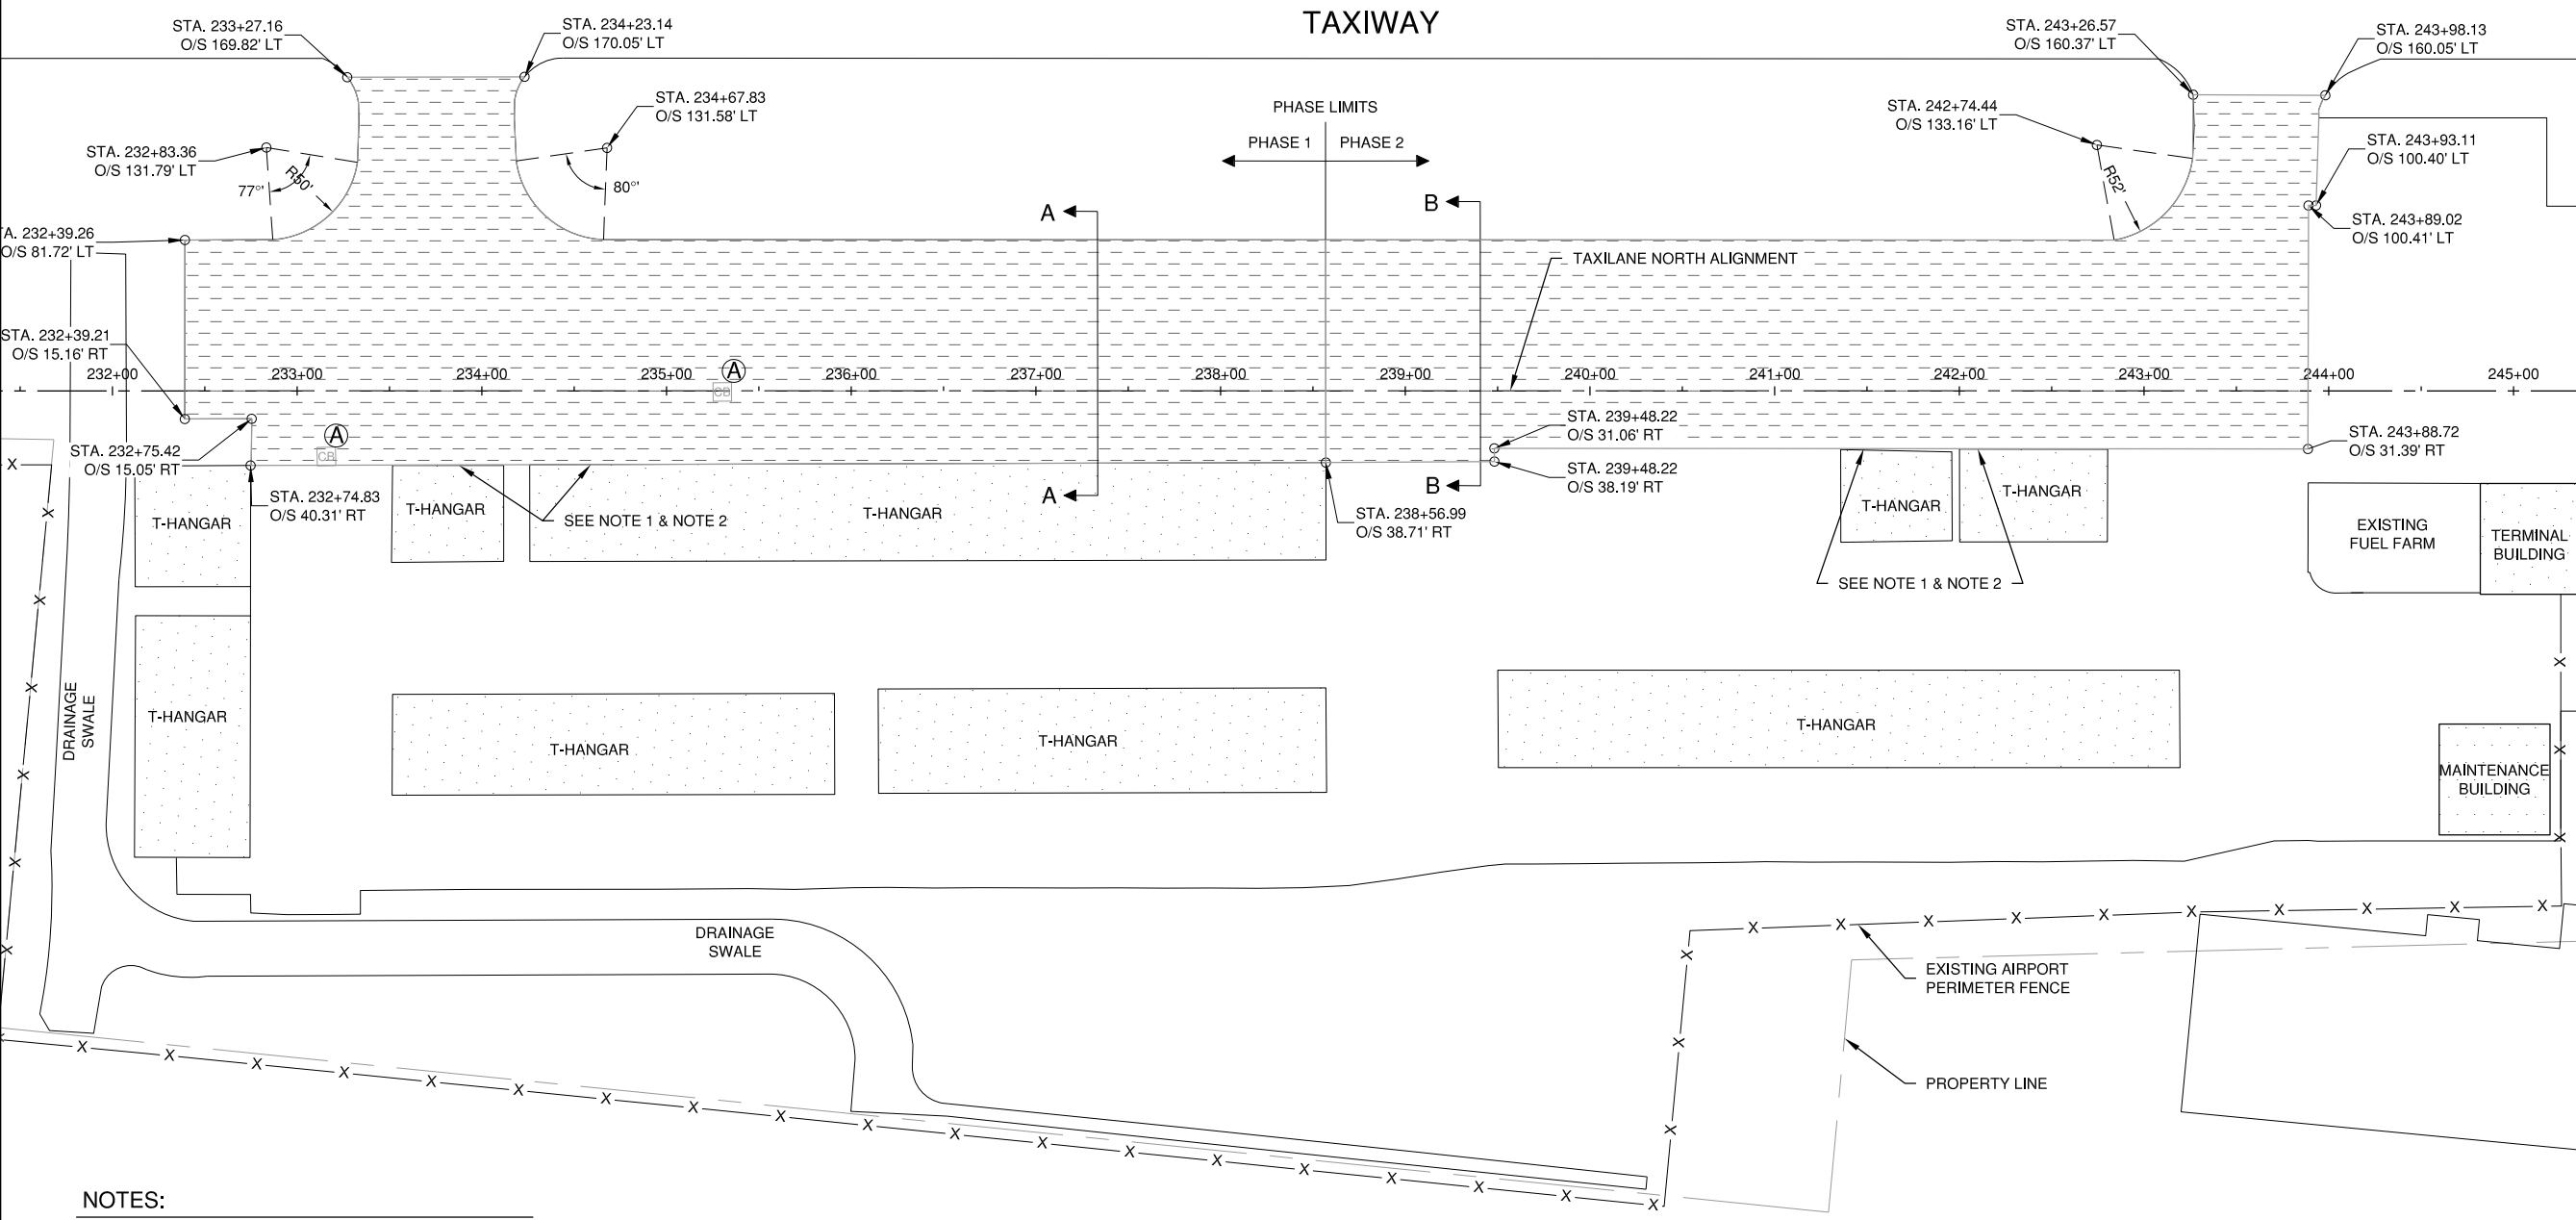 TAXIWAY
STA. 233+27.16
O/S 169.82' LT
STA. 234+23.14
O/S 170.05' LT
STA. 243+26.57
O/S 160.37' LT
STA. 243+98.13
O/S 160.05' LT
STA. 234+67.83
O/S 131.58' LT
PHASE LIMITS
PHASE 1
PHASE 2
STA. 242+74.44
O/S 133.16' LT
STA. 232+83.36
O/S 131.79' LT
77°'
R50'
80°'
R52'
STA. 243+93.11
O/S 100.40' LT
STA. 243+89.02
O/S 100.41' LT
A
B
TA. 232+39.26
O/S 81.72' LT
TAXILANE NORTH ALIGNMENT
STA. 232+39.21
O/S 15.16' RT
232+00
233+00
234+00
235+00
236+00
237+00
238+00
239+00
240+00
241+00
242+00
243+00
244+00
245+00
A
CB
A
CB
STA. 232+75.42
O/S 15.05' RT
STA. 239+48.22
O/S 31.06' RT
STA. 239+48.22
O/S 38.19' RT
STA. 243+88.72
O/S 31.39' RT
STA. 232+74.83
O/S 40.31' RT
A
B
STA. 238+56.99
O/S 38.71' RT
T-HANGAR
T-HANGAR
T-HANGAR
T-HANGAR
T-HANGAR
SEE NOTE 1 & NOTE 2
SEE NOTE 1 & NOTE 2
EXISTING
FUEL FARM
TERMINAL
BUILDING
DRAINAGE
SWALE
T-HANGAR
T-HANGAR
T-HANGAR
T-HANGAR
MAINTENANCE
BUILDING
DRAINAGE
SWALE
EXISTING AIRPORT
PERIMETER FENCE
PROPERTY LINE
X X X X X X X X
X X X X X X X X X X X X X X X X X X X
X X X
X X X X X X X X X X
X X X
NOTES: